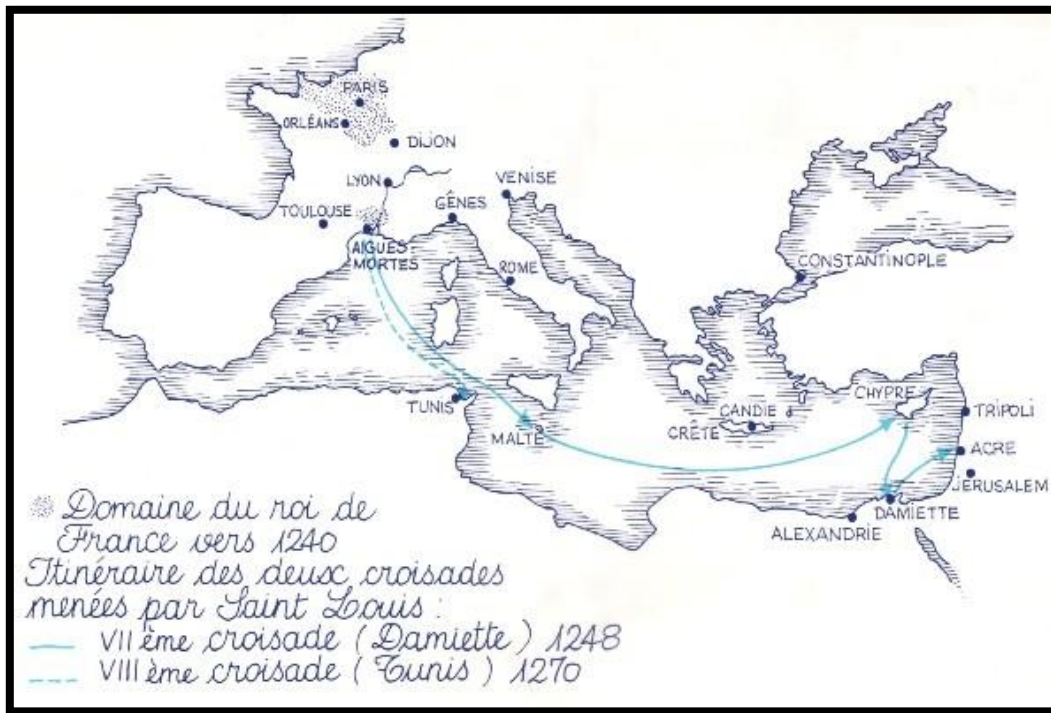 PARIS
ORLÉANS
DIJON
LYON
VENISE
TOULOUSE
GÊNES
AIGUES-
MORTES
ROME
CONSTANTINOPLE
TUNIS
MALTE
CANDIE
CRÊTE
CHYPRE
TRIPOLI
ACRE
JERUSALEM
DAMIETTE
ALEXANDRIE
Domaine du roi de
France vers 1240
Itinéraire des deux croisades
menées par Saint Louis :
VIIème croisade ( Damiette ) 1248
VIIIème croisade ( Tunis ) 1270